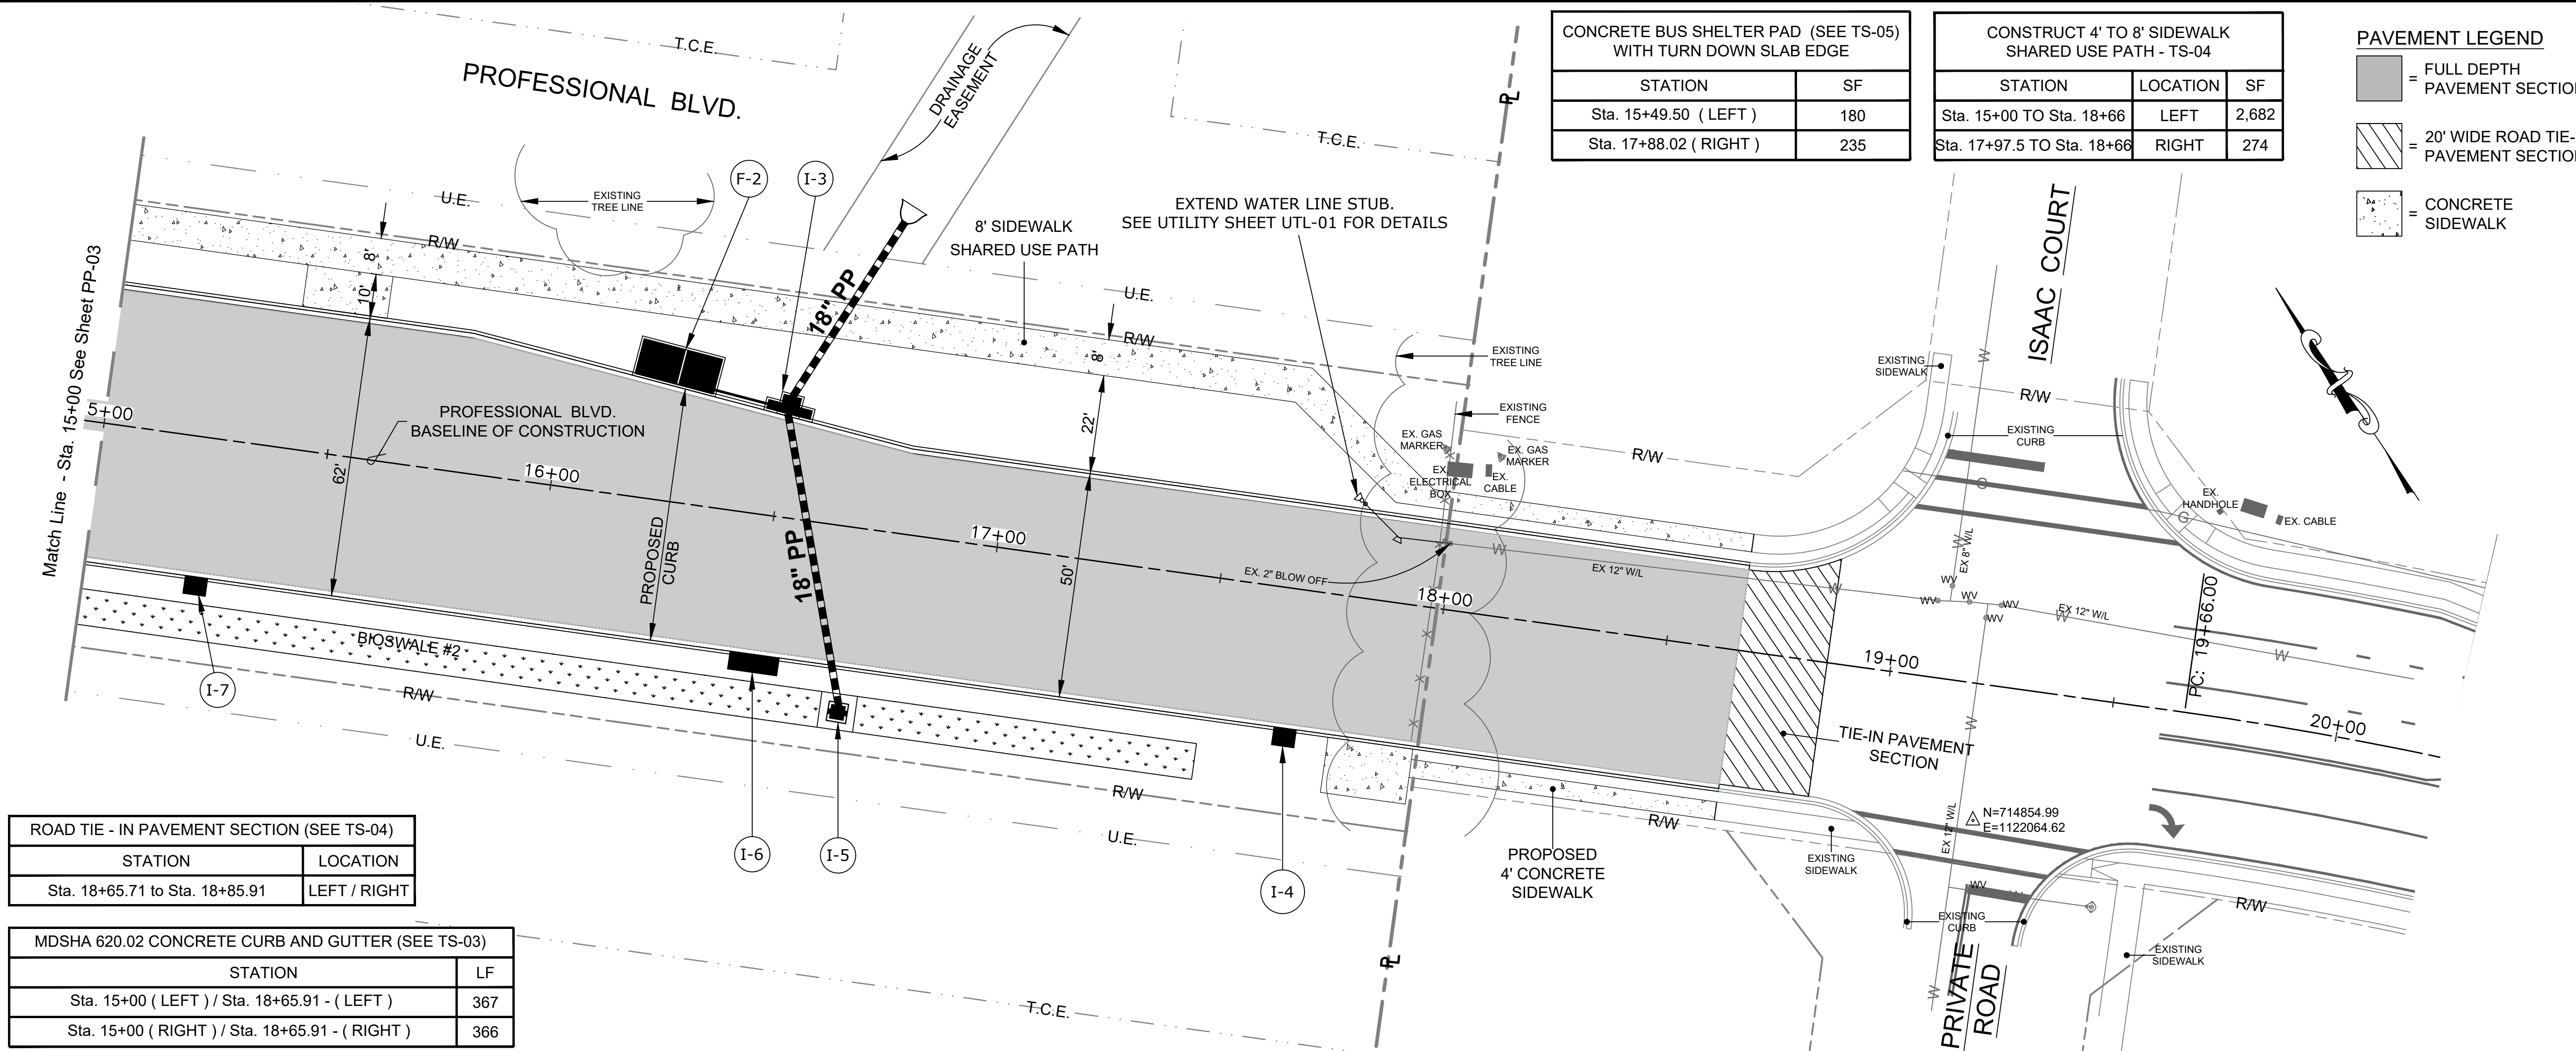 T.C.E.
PROFESSIONAL BLVD.
DRAINAGE
EASEMENT
T.C.E.
PL
CONCRETE BUS SHELTER PAD (SEE TS-05)
WITH TURN DOWN SLAB EDGE
STATION SF
Sta. 15+49.50 ( LEFT ) 180
Sta. 17+88.02 ( RIGHT ) 235
CONSTRUCT 4' TO 8' SIDEWALK
SHARED USE PATH - TS-04
STATION LOCATION SF
Sta. 15+00 TO Sta. 18+66 LEFT 2,682
Sta. 17+97.5 TO Sta. 18+66 RIGHT 274
PAVEMENT LEGEND
= FULL DEPTH
PAVEMENT SECTIO
= 20' WIDE ROAD TIE-
PAVEMENT SECTIO
= CONCRETE
SIDEWALK
U.E.
EXISTING
TREE LINE
F-2
I-3
R/W
8'
10'
18" PP
8' SIDEWALK
SHARED USE PATH
EXTEND WATER LINE STUB.
SEE UTILITY SHEET UTL-01 FOR DETAILS
U.E.
R/W
8'
22'
EXISTING
TREE LINE
EXISTING
FENCE
EX. GAS
MARKER
EX. GAS
MARKER
EX.
ELECTRICAL
BOX
EX.
CABLE
R/W
ISAAC COURT
EXISTING
SIDEWALK
W
R/W
EXISTING
CURB
G
EX.
HANDHOLE
G
EX. CABLE
Match Line - Sta. 15+00 See Sheet PP-03
5+00
PROFESSIONAL BLVD.
BASELINE OF CONSTRUCTION
62'
16+00
PROPOSED
CURB
18" PP
17+00
50'
EX. 2" BLOW OFF
W
EX 12" W/L
18+00
W
W
EX 8" W/L
WV
WV
WV
WV
WV
EX 12" W/L
W
W
PC: 19+66.00
19+00
20+00
TIE-IN PAVEMENT
SECTION
W
BIOSWALE #2
I-7
R/W
U.E.
I-6
I-5
R/W
U.E.
I-4
PROPOSED
4' CONCRETE
SIDEWALK
R/W
EXISTING
SIDEWALK
EX 12" W/L
N=714854.99
E=1122064.62
WV
W
EXISTING
CURB
R/W
EXISTING
SIDEWALK
PRIVATE
ROAD
W
PL
T.C.E.
ROAD TIE - IN PAVEMENT SECTION (SEE TS-04)
STATION LOCATION
Sta. 18+65.71 to Sta. 18+85.91 LEFT / RIGHT
MDSHA 620.02 CONCRETE CURB AND GUTTER (SEE TS-03)
STATION LF
Sta. 15+00 ( LEFT ) / Sta. 18+65.91 - ( LEFT ) 367
Sta. 15+00 ( RIGHT ) / Sta. 18+65.91 - ( RIGHT ) 366